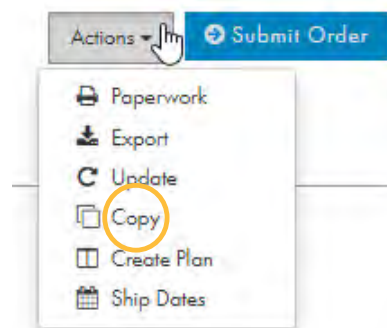 Actions Submit Order
Paperwork
Export
Update
Copy
Create Plan
Ship Dates